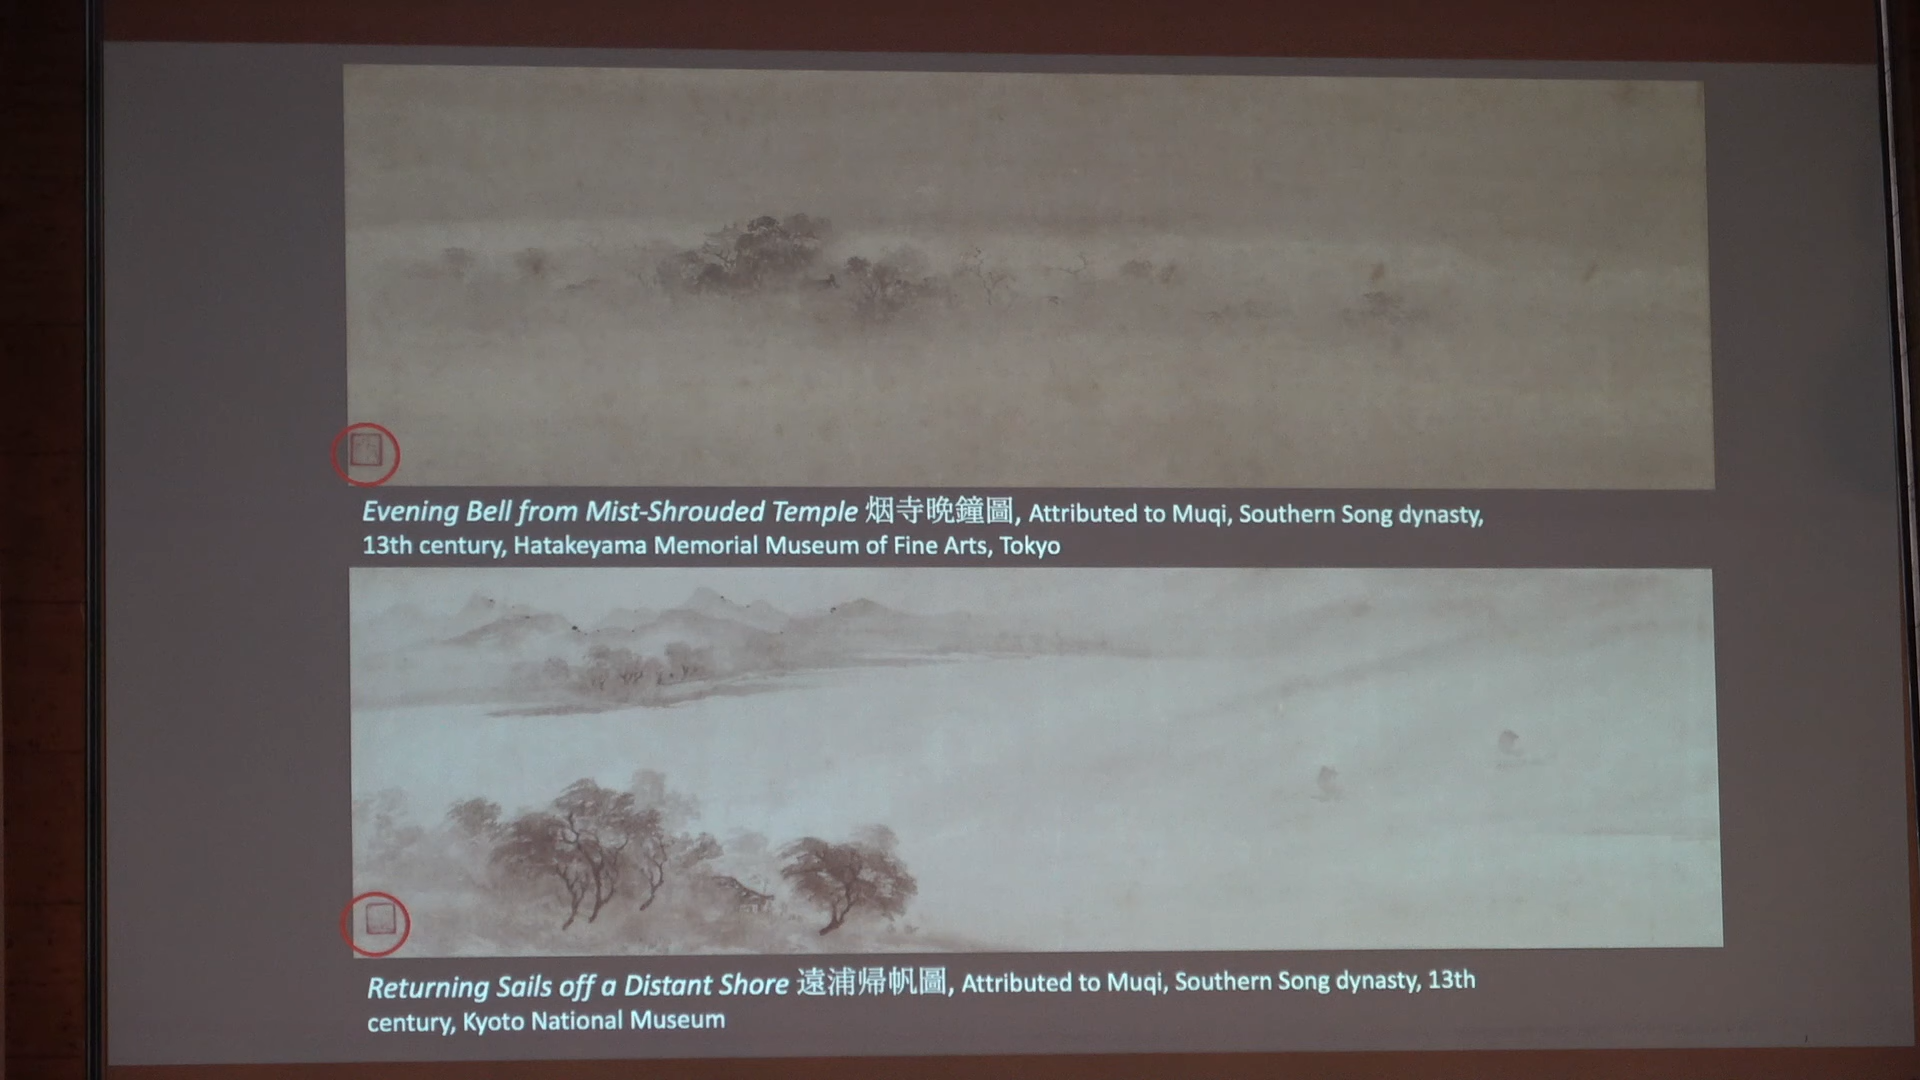 Evening Bell from Mist-Shrouded Temple 烟寺晩鐘圖, Attributed to Muqi, Southern Song dynasty,
13th century, Hatakeyama Memorial Museum of Fine Arts, Tokyo
Returning Sails off a Distant Shore 遠浦帰帆圖, Attributed to Muqi, Southern Song dynasty, 13th
century, Kyoto National Museum